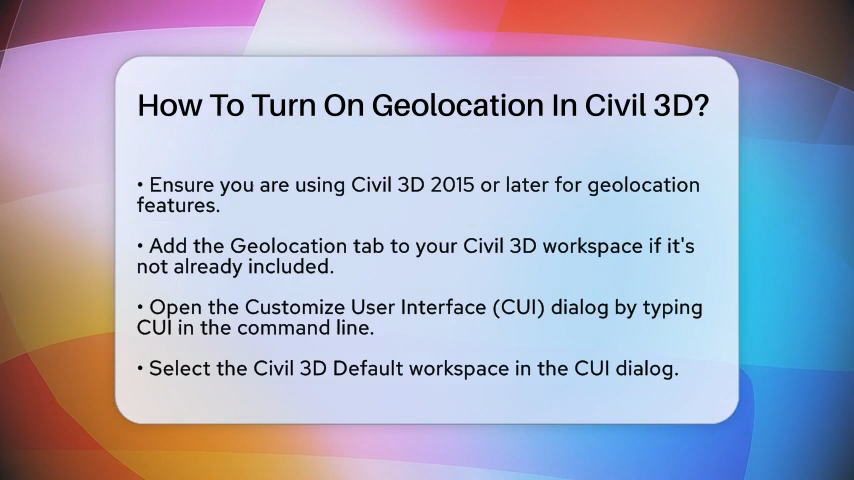 How To Turn On Geolocation In Civil 3D?
• Ensure you are using Civil 3D 2015 or later for geolocation
features.
• Add the Geolocation tab to your Civil 3D workspace if it's
not already included.
• Open the Customize User Interface (CUI) dialog by typing
CUI in the command line.
• Select the Civil 3D Default workspace in the CUI dialog.